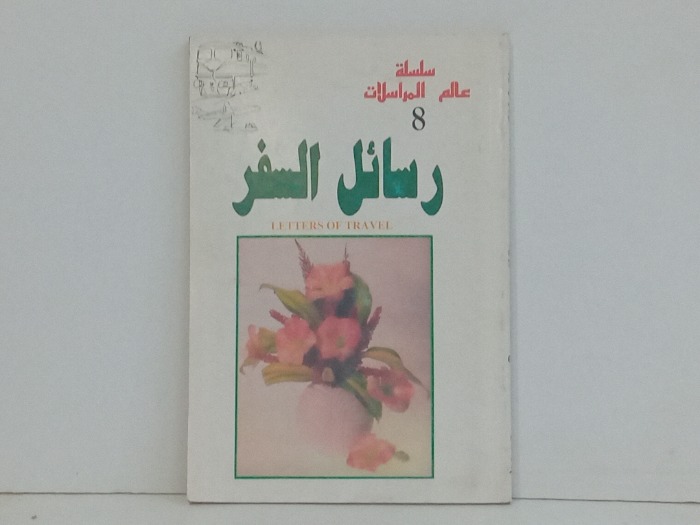 سلسلة
عالم المراسلات
8
رسائل السفر
LETTERS OF TRAVEL